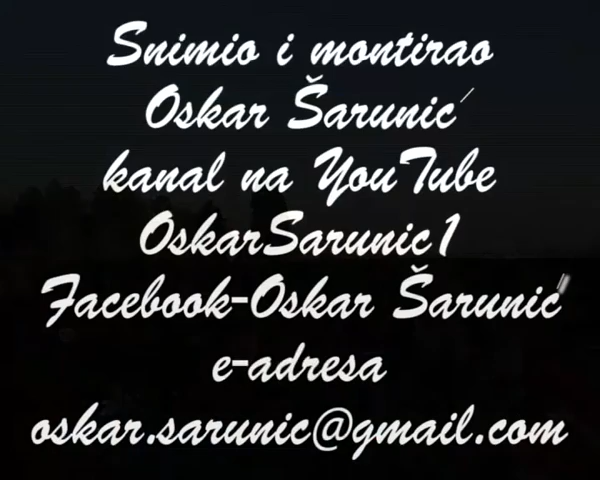 Snimio i montirao
Oskar Šarunić
kanal na YouTube
OskarSarunic1
Facebook-Oskar Šarunić
e-adresa
oskar.sarunic@gmail.com